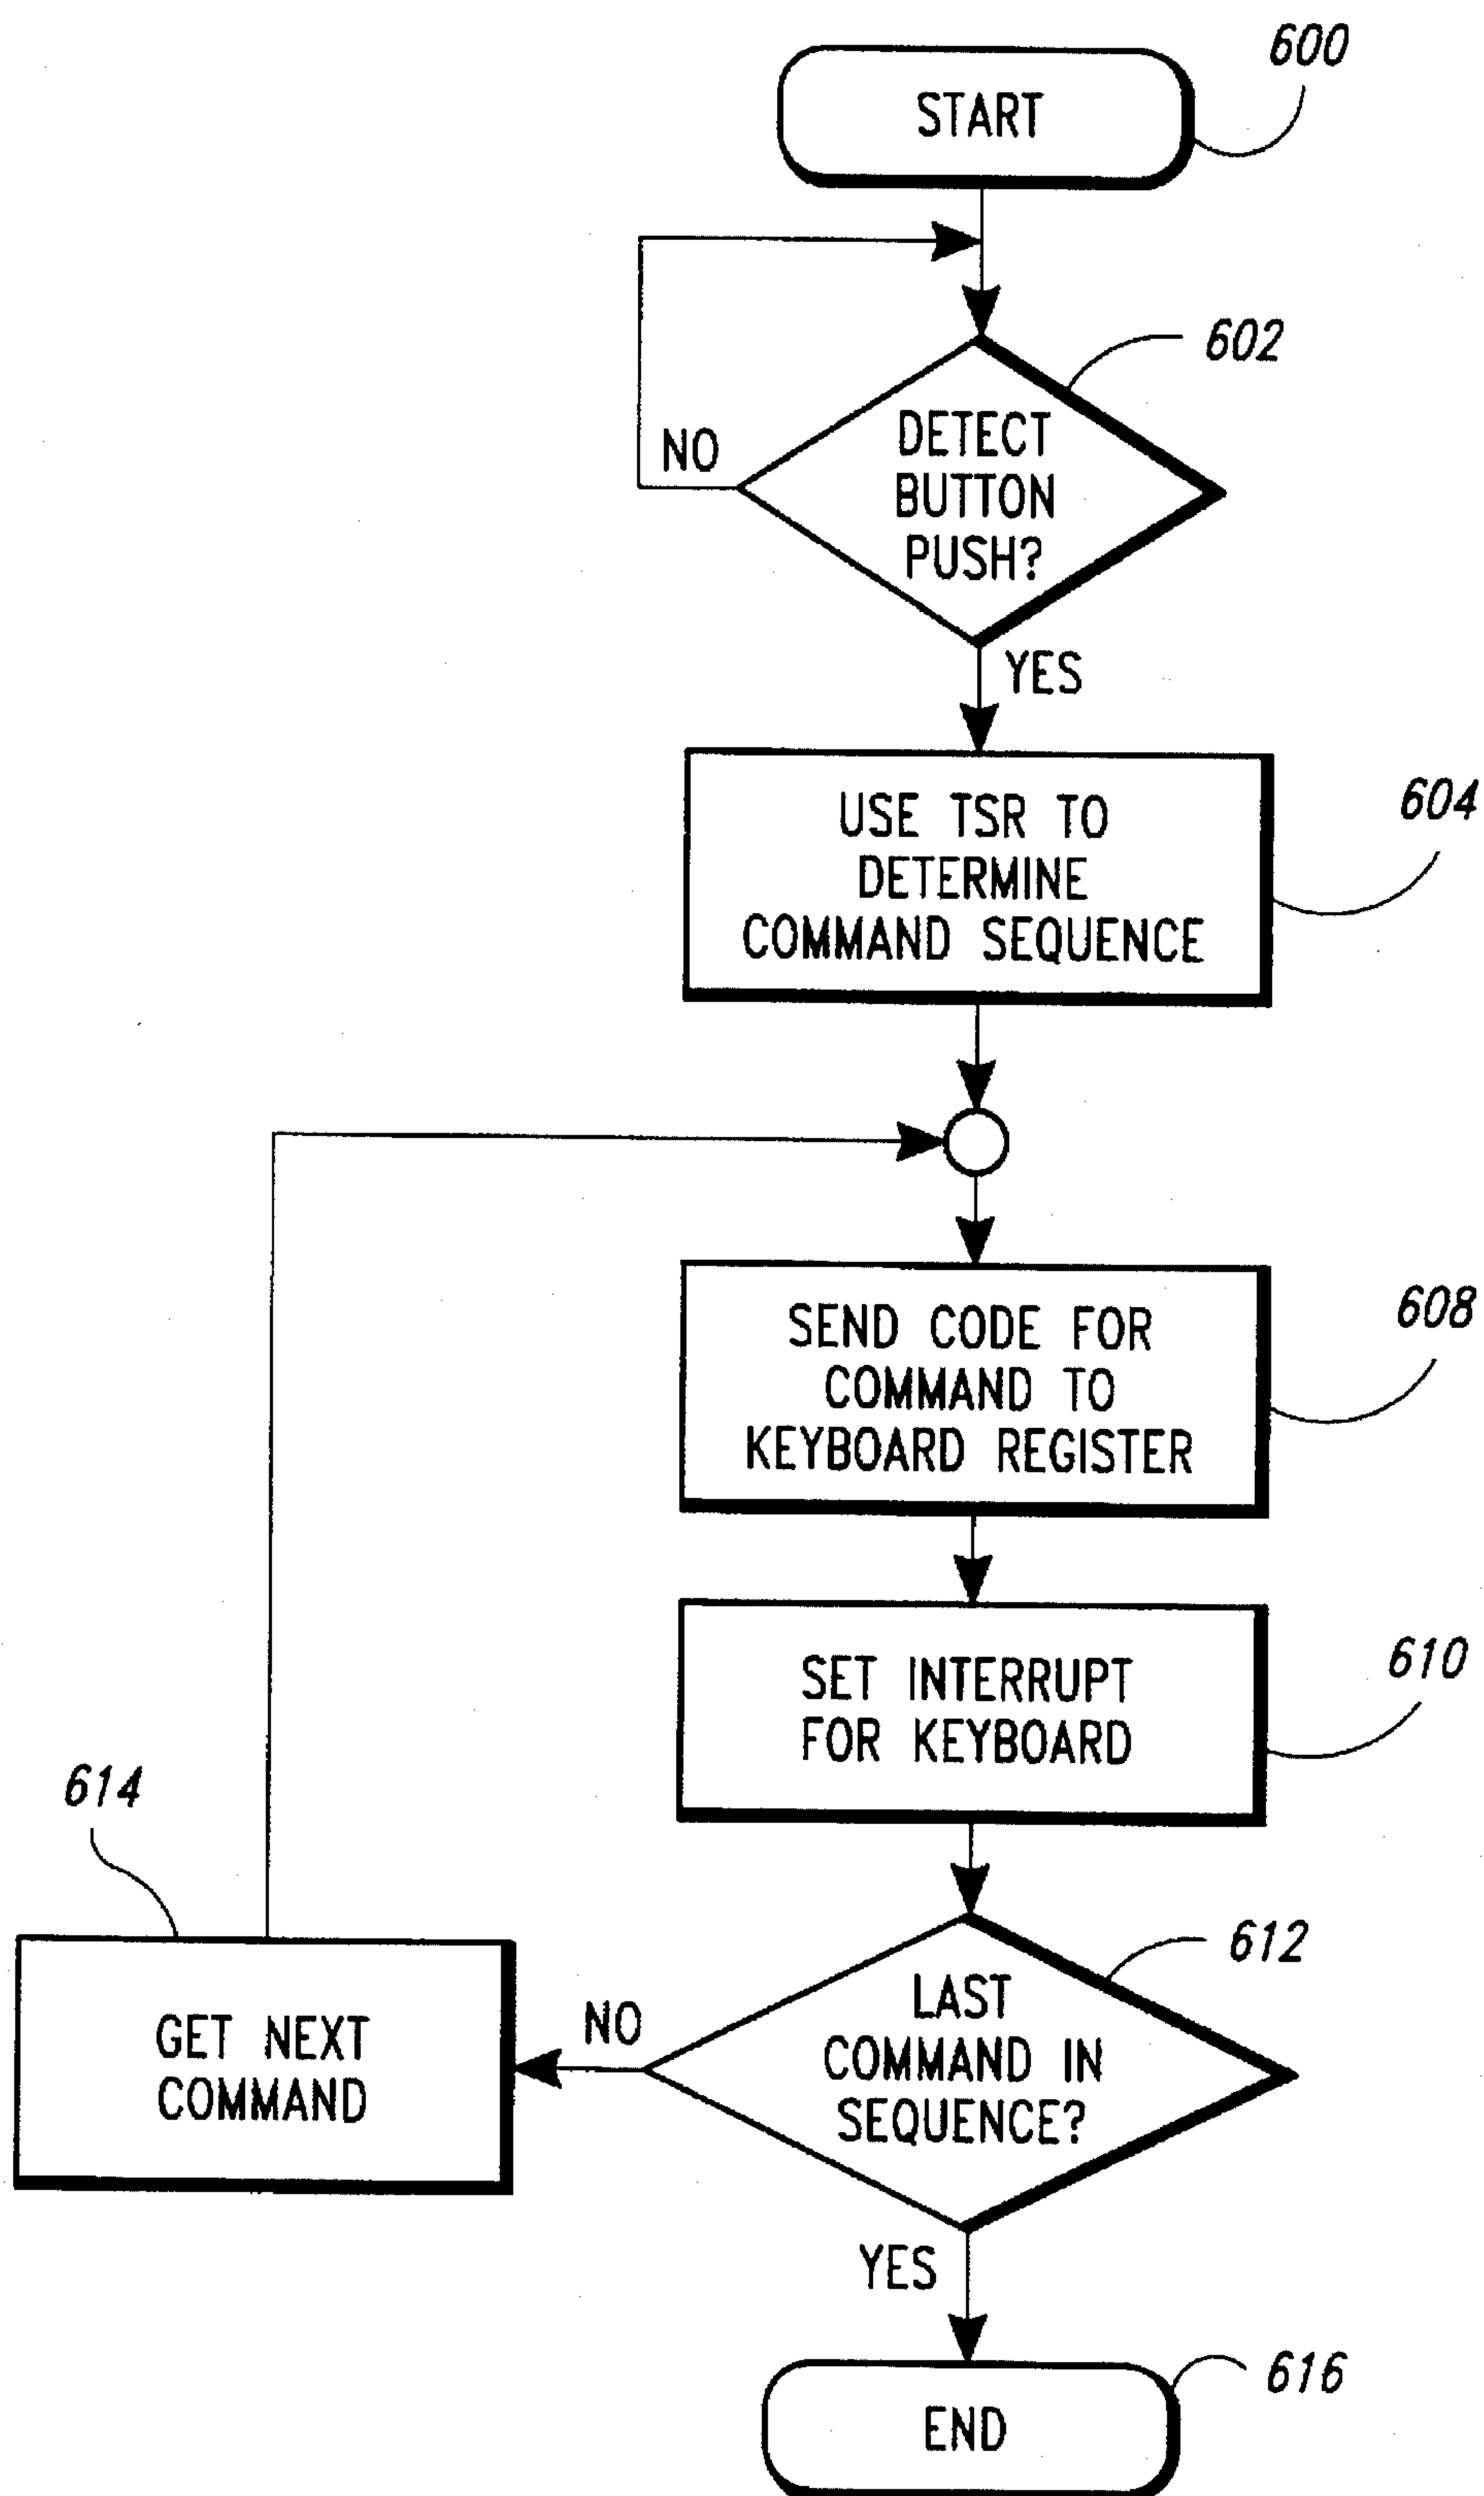 600
START
602
DETECT
BUTTON
PUSH?
NO
YES
604
USE TSR TO
DETERMINE
COMMAND SEQUENCE
608
SEND CODE FOR
COMMAND TO
KEYBOARD REGISTER
610
SET INTERRUPT
FOR KEYBOARD
614
612
GET NEXT
COMMAND
NO
LAST
COMMAND IN
SEQUENCE?
YES
616
END